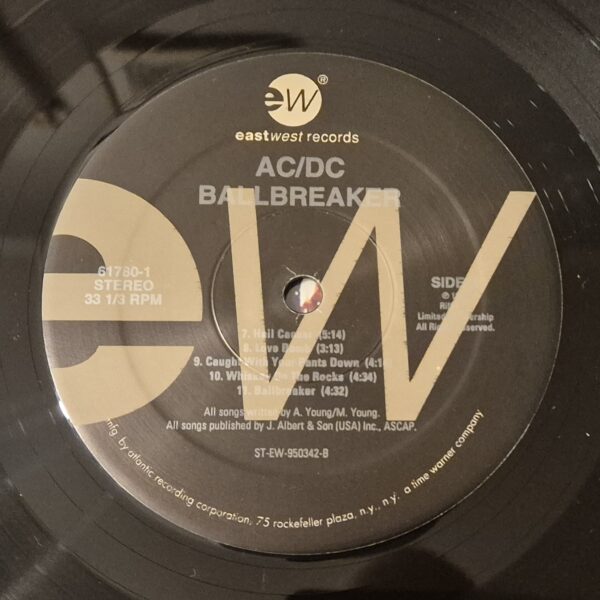 ew®
eastwest records
AC/DC
BALLBREAKER
ew
61780-1
STEREO
33 1/3 RPM
SIDE
Limited
All Rights Reserved.
7. Hail Caesar (5:14)
8. Love Bomb (3:13)
9. Caught With Your Pants Down (4:14
10. Whiskey On The Rocks (4:34)
11. Ballbreaker (4:32)
All songs written by A. Young/M. Young.
All songs published by J. Albert & Son (USA) Inc., ASCAP.
ST-EW-950342-B
mfg. by atlantic recording corporation, 75 rockefeller plaza, n.y., n.y. a time warner company